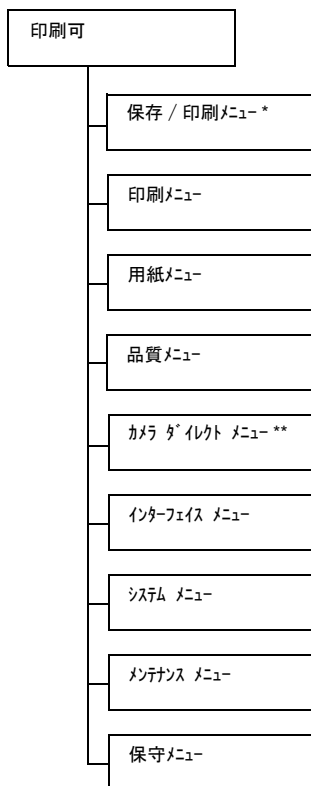 印刷可
保存 / 印刷ﾒﾆｭｰ *
印刷ﾒﾆｭｰ
用紙ﾒﾆｭｰ
品質ﾒﾆｭｰ
ｶﾒﾗ ﾀﾞｲﾚｸﾄ ﾒﾆｭｰ **
ｲﾝﾀｰﾌｪｲｽ ﾒﾆｭｰ
ｼｽﾃﾑ ﾒﾆｭｰ
ﾒﾝﾃﾅﾝｽ ﾒﾆｭｰ
保守ﾒﾆｭｰ